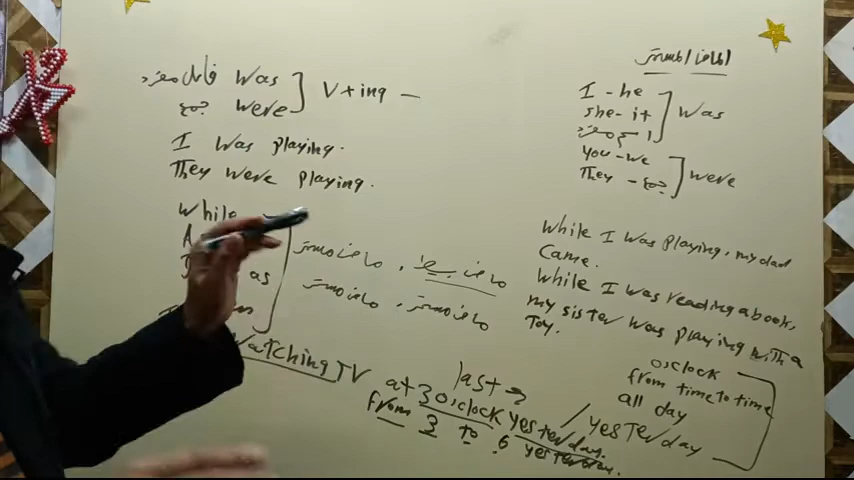 الماضي المستمر
فاعل مفرد was
جمع were
V + ing
I was playing.
They were playing.
while
as
ماضي مستمر , ماضي بسيط
ماضي مستمر , ماضي مستمر
watching TV
at 3 o'clock yesterday.
last
from 3 to 6 yesterday.
I - he
she - it
اسم مفرد
was
you - we
They - جمع
were
while I was playing, my dad
came.
while I was reading a book,
my sister was playing with a
Toy.
o'clock
from time to time
all day
yesterday